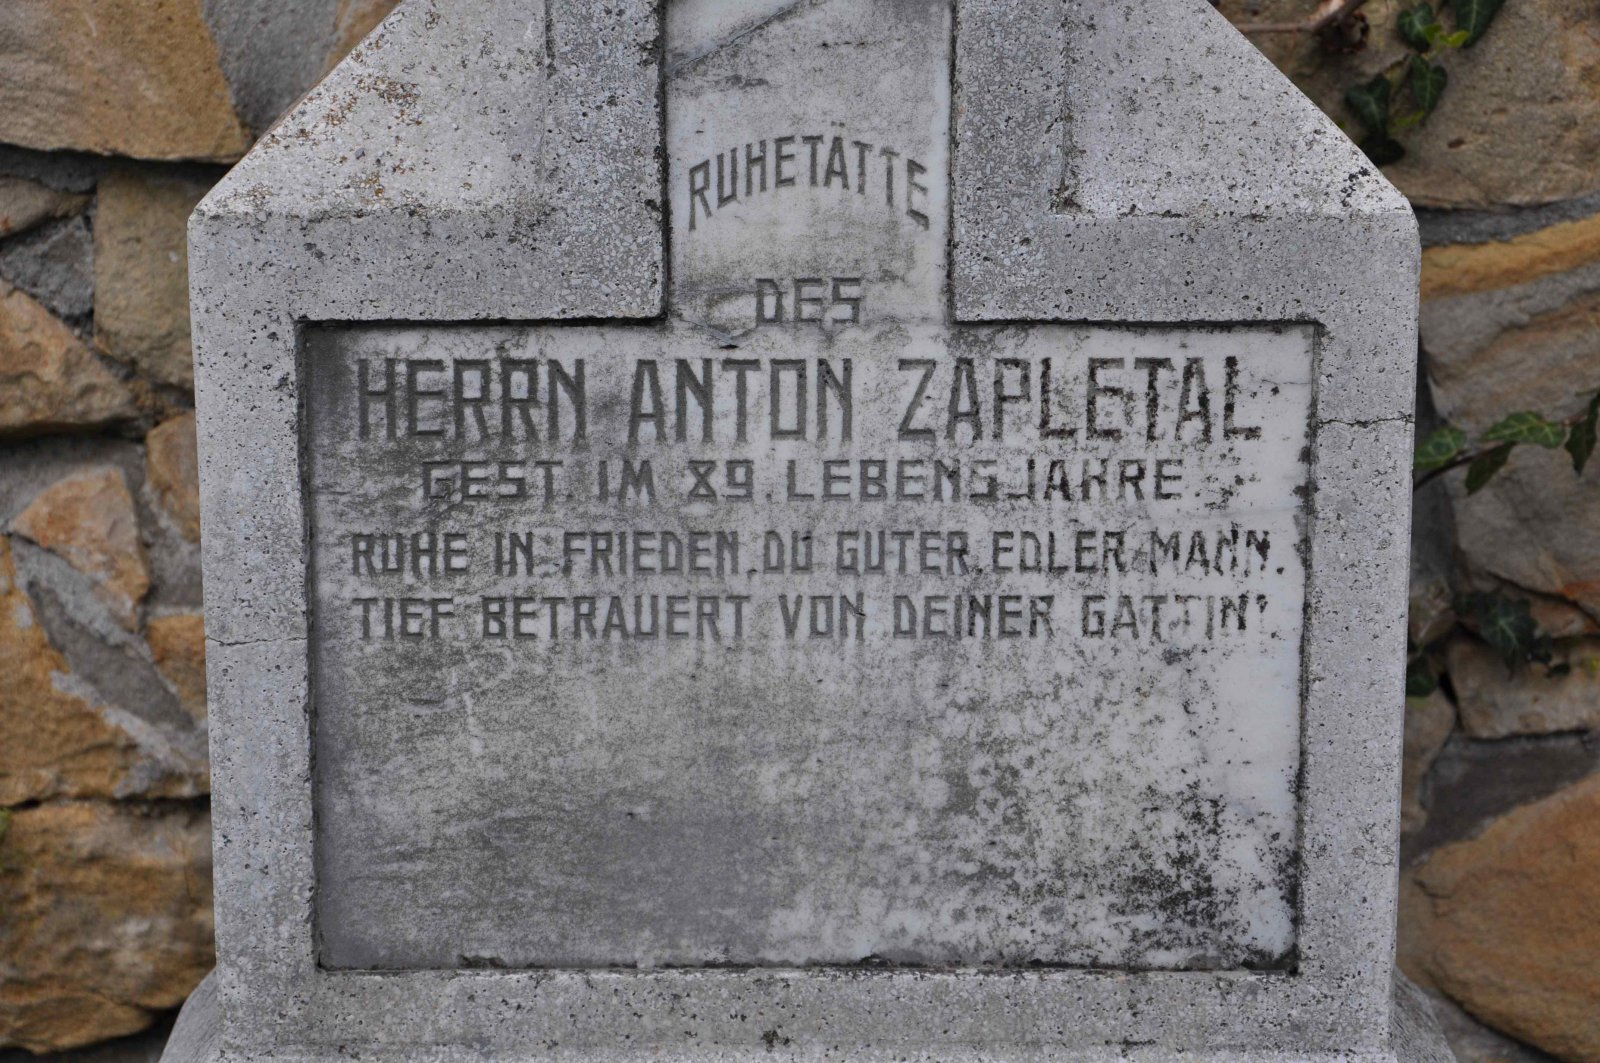 RUHETÄTTE
DES
HERRN ANTON ZAPLETAL
GEST. IM 89. LEBENSJAHRE
RUHE IN FRIEDEN, DU GUTER, EDLER MANN.
TIEF BETRAUERT VON DEINER GATTIN.